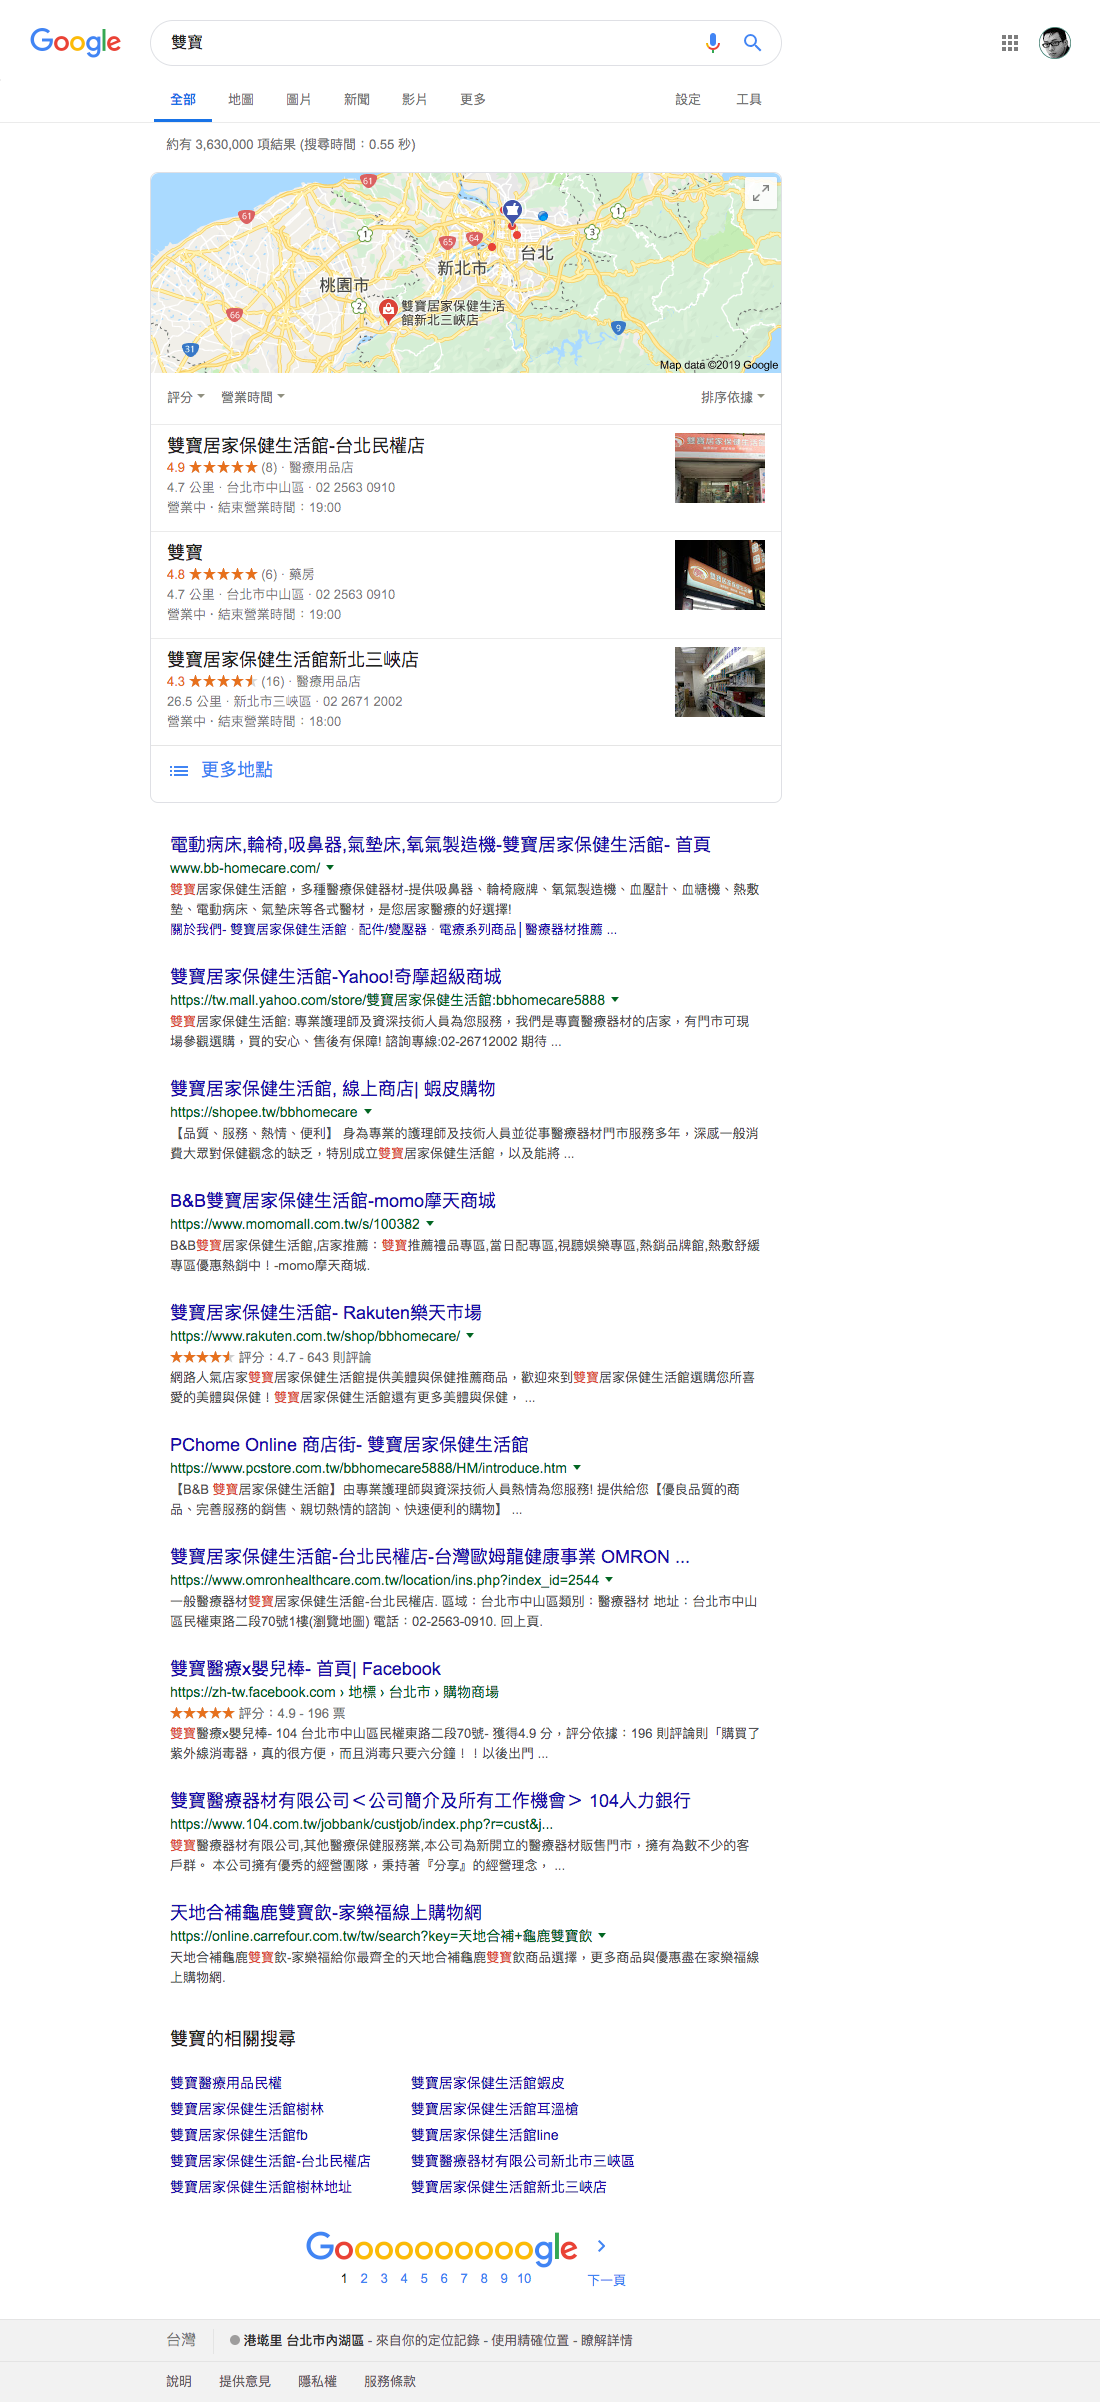 Google
雙寶
全部 地圖 圖片 新聞 影片 更多 設定 工具
約有 3,630,000 項結果 (搜尋時間：0.55 秒)
61
61
1
1
3
65
64
台北
新北市
桃園市
2
雙寶居家保健生活
館新北三峽店
66
9
31
Map data ©2019 Google
評分 營業時間 排序依據
雙寶居家保健生活館-台北民權店
4.9 ★★★★★ (8) · 醫療用品店
4.7 公里 · 台北市中山區 · 02 2563 0910
營業中 · 結束營業時間：19:00
雙寶
4.8 ★★★★★ (6) · 藥房
4.7 公里 · 台北市中山區 · 02 2563 0910
營業中 · 結束營業時間：19:00
雙寶居家保健生活館新北三峽店
4.3 (16) · 醫療用品店
26.5 公里 · 新北市三峽區 · 02 2671 2002
營業中 · 結束營業時間：18:00
更多地點
電動病床,輪椅,吸鼻器,氣墊床,氧氣製造機-雙寶居家保健生活館- 首頁
www.bb-homecare.com/
雙寶居家保健生活館，多種醫療保健器材-提供吸鼻器、輪椅廠牌、氧氣製造機、血壓計、血糖機、熱敷
墊、電動病床、氣墊床等各式醫材，是您居家醫療的好選擇!
關於我們- 雙寶居家保健生活館 · 配件/變壓器 · 電療系列商品│醫療器材推薦 ...
雙寶居家保健生活館-Yahoo!奇摩超級商城
https://tw.mall.yahoo.com/store/雙寶居家保健生活館:bbhomecare5888
雙寶居家保健生活館: 專業護理師及資深技術人員為您服務，我們是專賣醫療器材的店家，有門市可現
場參觀選購，買的安心、售後有保障! 諮詢專線:02-26712002 期待 ...
雙寶居家保健生活館, 線上商店| 蝦皮購物
https://shopee.tw/bbhomecare
【品質、服務、熱情、便利】 身為專業的護理師及技術人員並從事醫療器材門市服務多年，深感一般消
費大眾對保健觀念的缺乏，特別成立雙寶居家保健生活館，以及能將 ...
B&B雙寶居家保健生活館-momo摩天商城
https://www.momomall.com.tw/s/100382
B&B雙寶居家保健生活館,店家推薦：雙寶推薦禮品專區,當日配專區,視聽娛樂專區,熱銷品牌館,熱敷舒緩
專區優惠熱銷中！-momo摩天商城.
雙寶居家保健生活館- Rakuten樂天市場
https://www.rakuten.com.tw/shop/bbhomecare/
評分：4.7 - 643 則評論
網路人氣店家雙寶居家保健生活館提供美體與保健推薦商品，歡迎來到雙寶居家保健生活館選購您所喜
愛的美體與保健！雙寶居家保健生活館還有更多美體與保健， ...
PChome Online 商店街- 雙寶居家保健生活館
https://www.pcstore.com.tw/bbhomecare5888/HM/introduce.htm
【B&B 雙寶居家保健生活館】由專業護理師與資深技術人員熱情為您服務! 提供給您【優良品質的商
品、完善服務的銷售、親切熱情的諮詢、快速便利的購物】 ...
雙寶居家保健生活館-台北民權店-台灣歐姆龍健康事業 OMRON ...
https://www.omronhealthcare.com.tw/location/ins.php?index_id=2544
一般醫療器材雙寶居家保健生活館-台北民權店. 區域：台北市中山區類別：醫療器材 地址：台北市中山
區民權東路二段70號1樓(瀏覽地圖) 電話：02-2563-0910. 回上頁.
雙寶醫療x嬰兒棒- 首頁| Facebook
https://zh-tw.facebook.com › 地標 › 台北市 › 購物商場
★★★★★ 評分：4.9 - 196 票
雙寶醫療x嬰兒棒- 104 台北市中山區民權東路二段70號- 獲得4.9 分，評分依據：196 則評論則「購買了
紫外線消毒器，真的很方便，而且消毒只要六分鐘！！以後出門 ...
雙寶醫療器材有限公司＜公司簡介及所有工作機會＞ 104人力銀行
https://www.104.com.tw/jobbank/custjob/index.php?r=cust&j...
雙寶醫療器材有限公司,其他醫療保健服務業,本公司為新開立的醫療器材販售門市，擁有為數不少的客
戶群。 本公司擁有優秀的經營團隊，秉持著『分享』的經營理念， ...
天地合補龜鹿雙寶飲-家樂福線上購物網
https://online.carrefour.com.tw/tw/search?key=天地合補+龜鹿雙寶飲
天地合補龜鹿雙寶飲-家樂福給你最齊全的天地合補龜鹿雙寶飲商品選擇，更多商品與優惠盡在家樂福線
上購物網.
雙寶的相關搜尋
雙寶醫療用品民權 雙寶居家保健生活館蝦皮
雙寶居家保健生活館樹林 雙寶居家保健生活館耳溫槍
雙寶居家保健生活館fb 雙寶居家保健生活館line
雙寶居家保健生活館-台北民權店 雙寶醫療器材有限公司新北市三峽區
雙寶居家保健生活館樹林地址 雙寶居家保健生活館新北三峽店
Goooooooooogle
1 2 3 4 5 6 7 8 9 10 下一頁
台灣 港墘里 台北市內湖區 - 來自你的定位記錄 - 使用精確位置 - 瞭解詳情
說明 提供意見 隱私權 服務條款